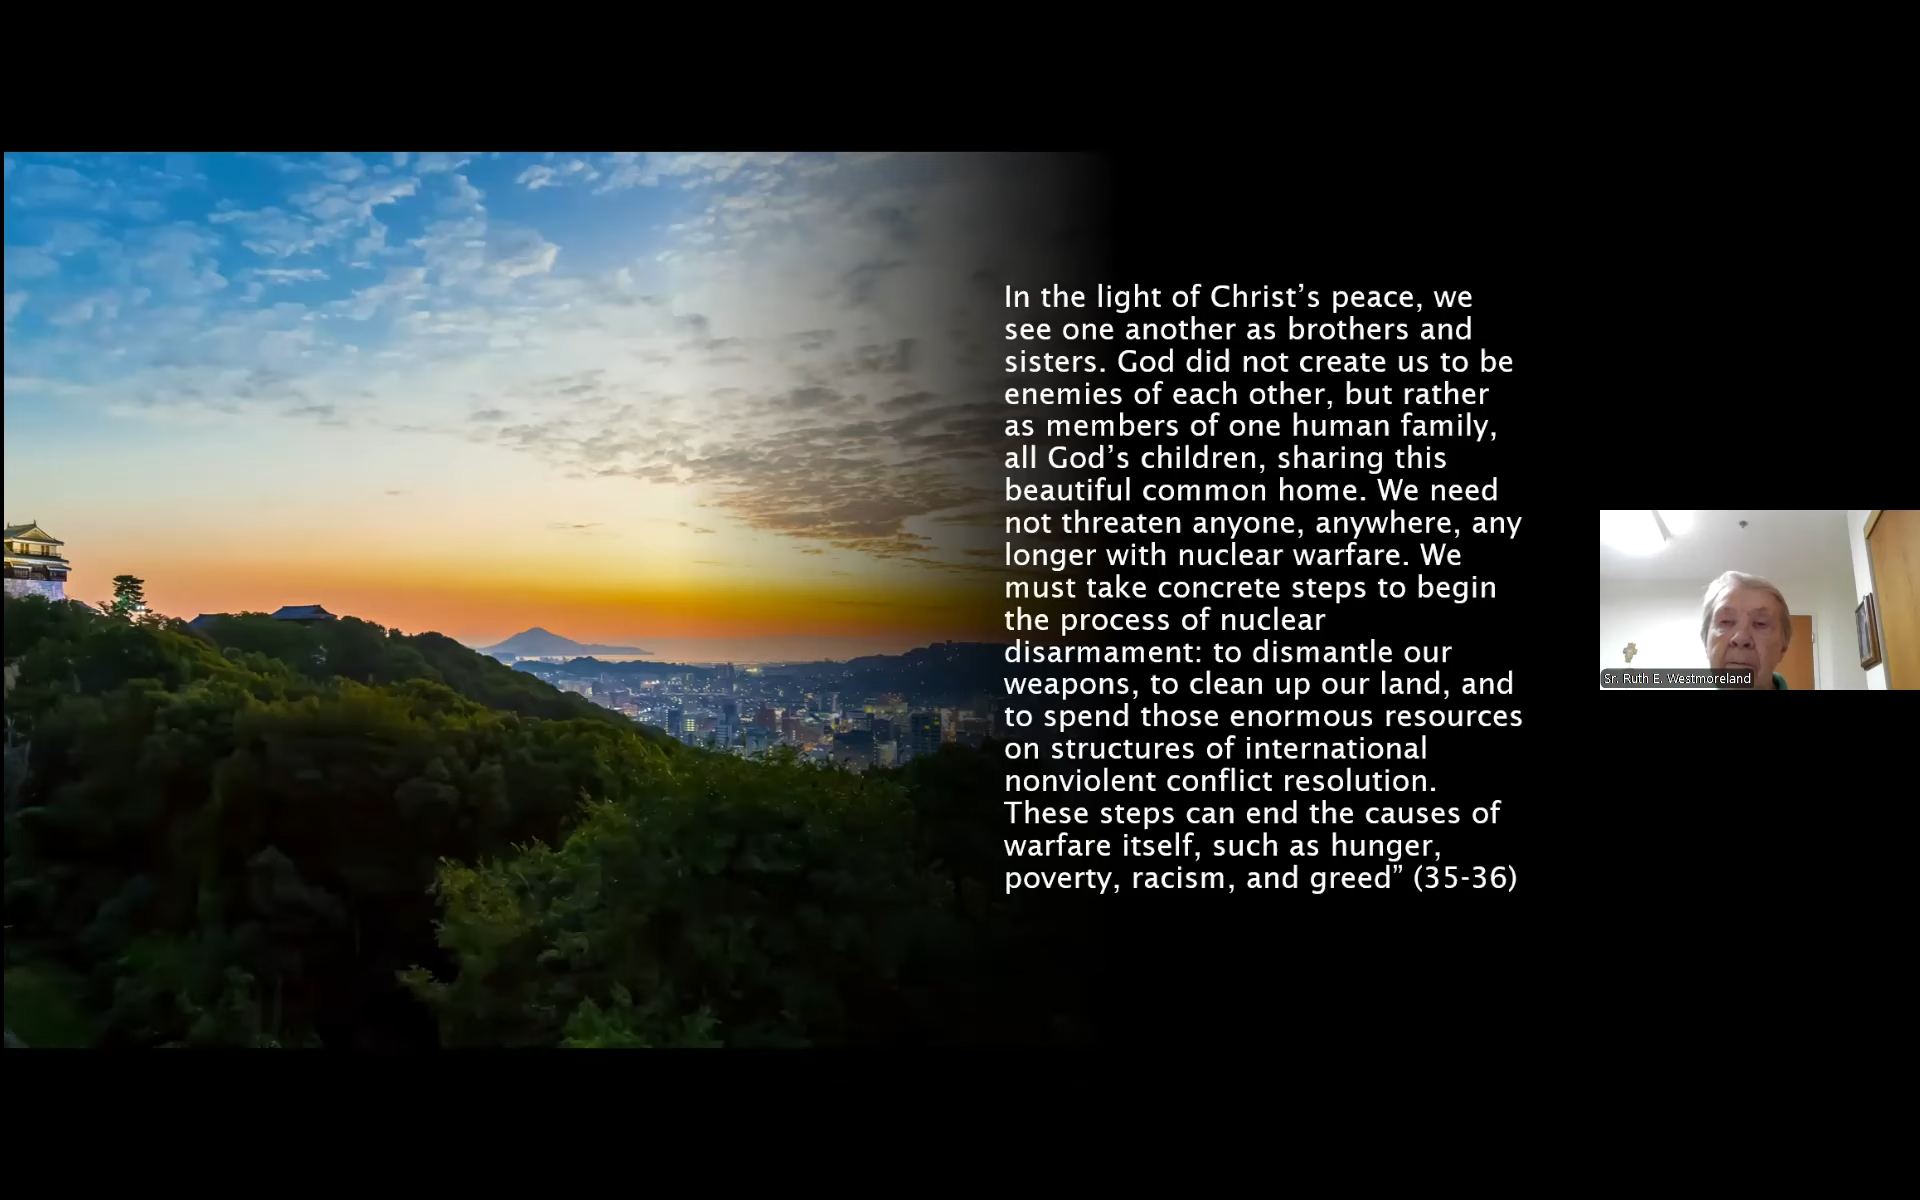 In the light of Christ’s peace, we
see one another as brothers and
sisters. God did not create us to be
enemies of each other, but rather
as members of one human family,
all God’s children, sharing this
beautiful common home. We need
not threaten anyone, anywhere, any
longer with nuclear warfare. We
must take concrete steps to begin
the process of nuclear
disarmament: to dismantle our
weapons, to clean up our land, and
to spend those enormous resources
on structures of international
nonviolent conflict resolution.
These steps can end the causes of
warfare itself, such as hunger,
poverty, racism, and greed” (35-36)
Sr. Ruth E. Westmoreland